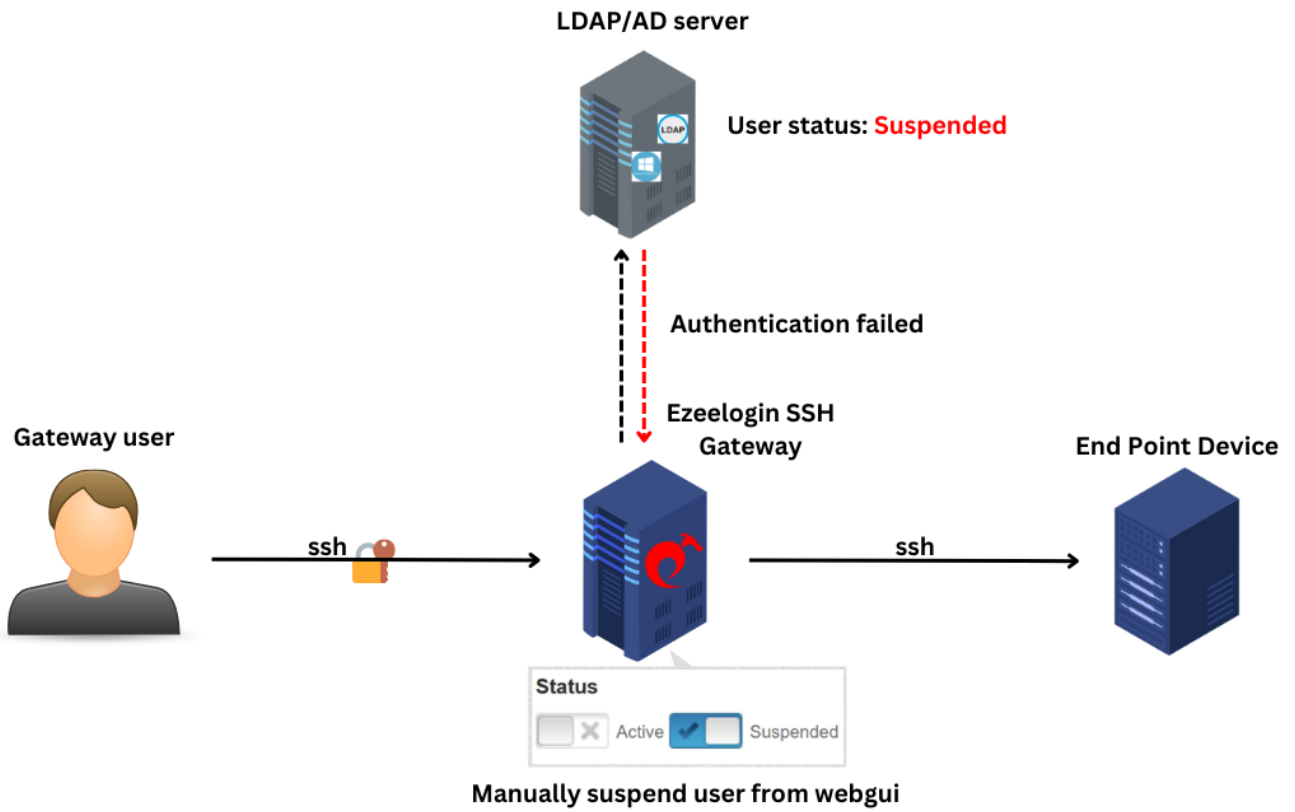 LDAP/AD server
LDAP
User status: Suspended
Authentication failed
Ezeelogin SSH
Gateway
Gateway user
End Point Device
ssh
ssh
Status
Active
Suspended
Manually suspend user from webgui